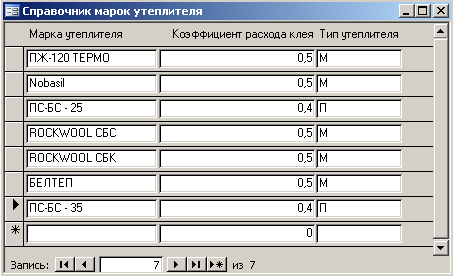 Справочник марок утеплителя
Марка утеплителя Коэффициент расхода клея Тип утеплителя
ПЖ-120 ТЕРМО 0,5 М
Nobasil 0,5 М
ПС-БС - 25 0,4 П
ROCKWOOL СБС 0,5 М
ROCKWOOL СБК 0,5 М
БЕЛТЕП 0,5 М
ПС-БС - 35 0,4 П
0
Запись: 7 из 7